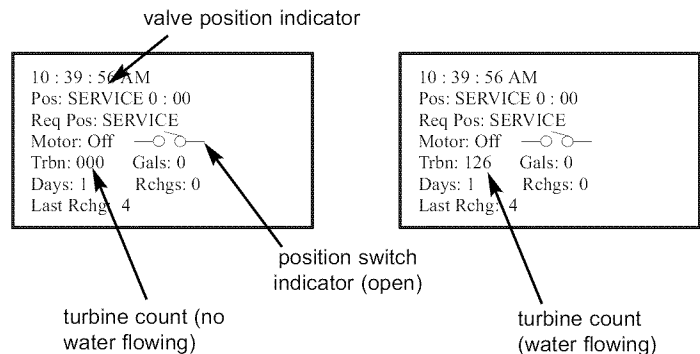 valve position indicator
10 : 39 : 56 AM
Pos: SERVICE 0 : 00
Req Pos: SERVICE
Motor: Off
Trbn: 000 Gals: 0
Days: 1 Rchgs: 0
Last Rchg: 4
position switch
indicator (open)
turbine count (no
water flowing)
10 : 39 : 56 AM
Pos: SERVICE 0 : 00
Req Pos: SERVICE
Motor: Off
Trbn: 126 Gals: 0
Days: 1 Rchgs: 0
Last Rchg: 4
turbine count
(water flowing)